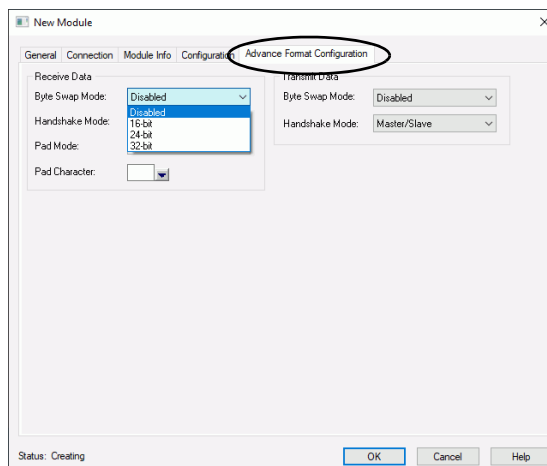 New Module
General Connection Module Info Configuration Advance Format Configuration
Receive Data
Byte Swap Mode: Disabled
Disabled
16-bit
24-bit
32-bit
Handshake Mode:
Pad Mode:
Pad Character:
Transmit Data
Byte Swap Mode: Disabled
Handshake Mode: Master/Slave
Status: Creating
OK Cancel Help